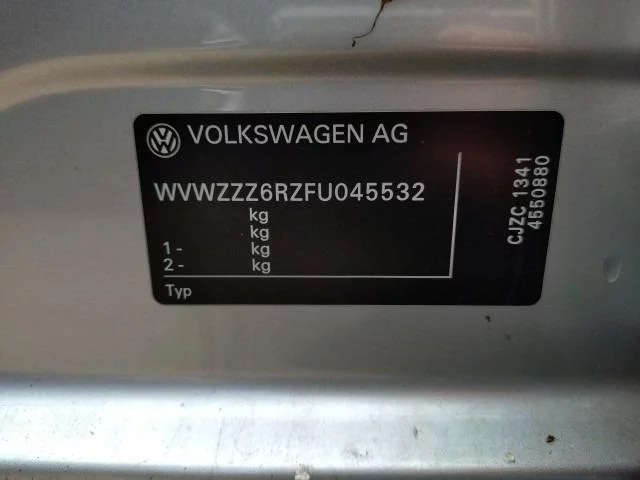 VOLKSWAGEN AG
WVWZZZ6RZFU045532
kg
kg
1 - kg
2 - kg
Typ
CJZC 1341
4550880